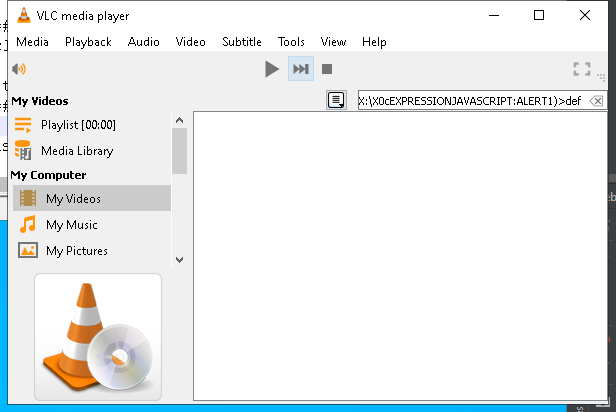 VLC media player
Media Playback Audio Video Subtitle Tools View Help
My Videos
X:\X0cEXPRESSIONJAVASCRIPT:ALERT1)>def
Playlist [00:00]
Media Library
My Computer
My Videos
My Music
My Pictures